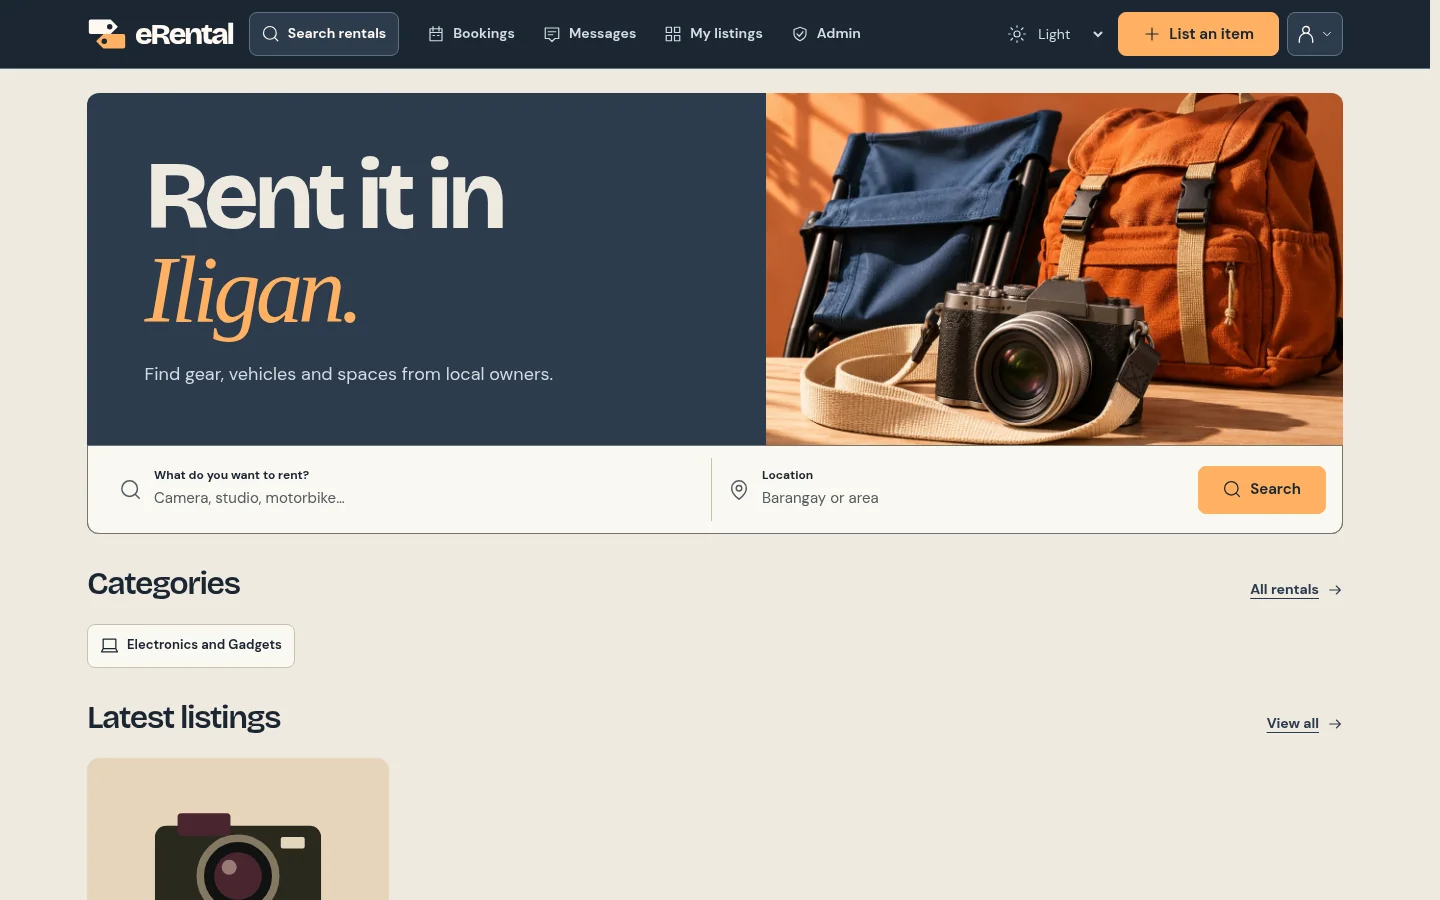 eRental
Search rentals
Bookings
Messages
My listings
Admin
Light
List an item
Rent it in
Iligan.
Find gear, vehicles and spaces from local owners.
What do you want to rent?
Camera, studio, motorbike…
Location
Barangay or area
Search
Categories
All rentals
Electronics and Gadgets
Latest listings
View all